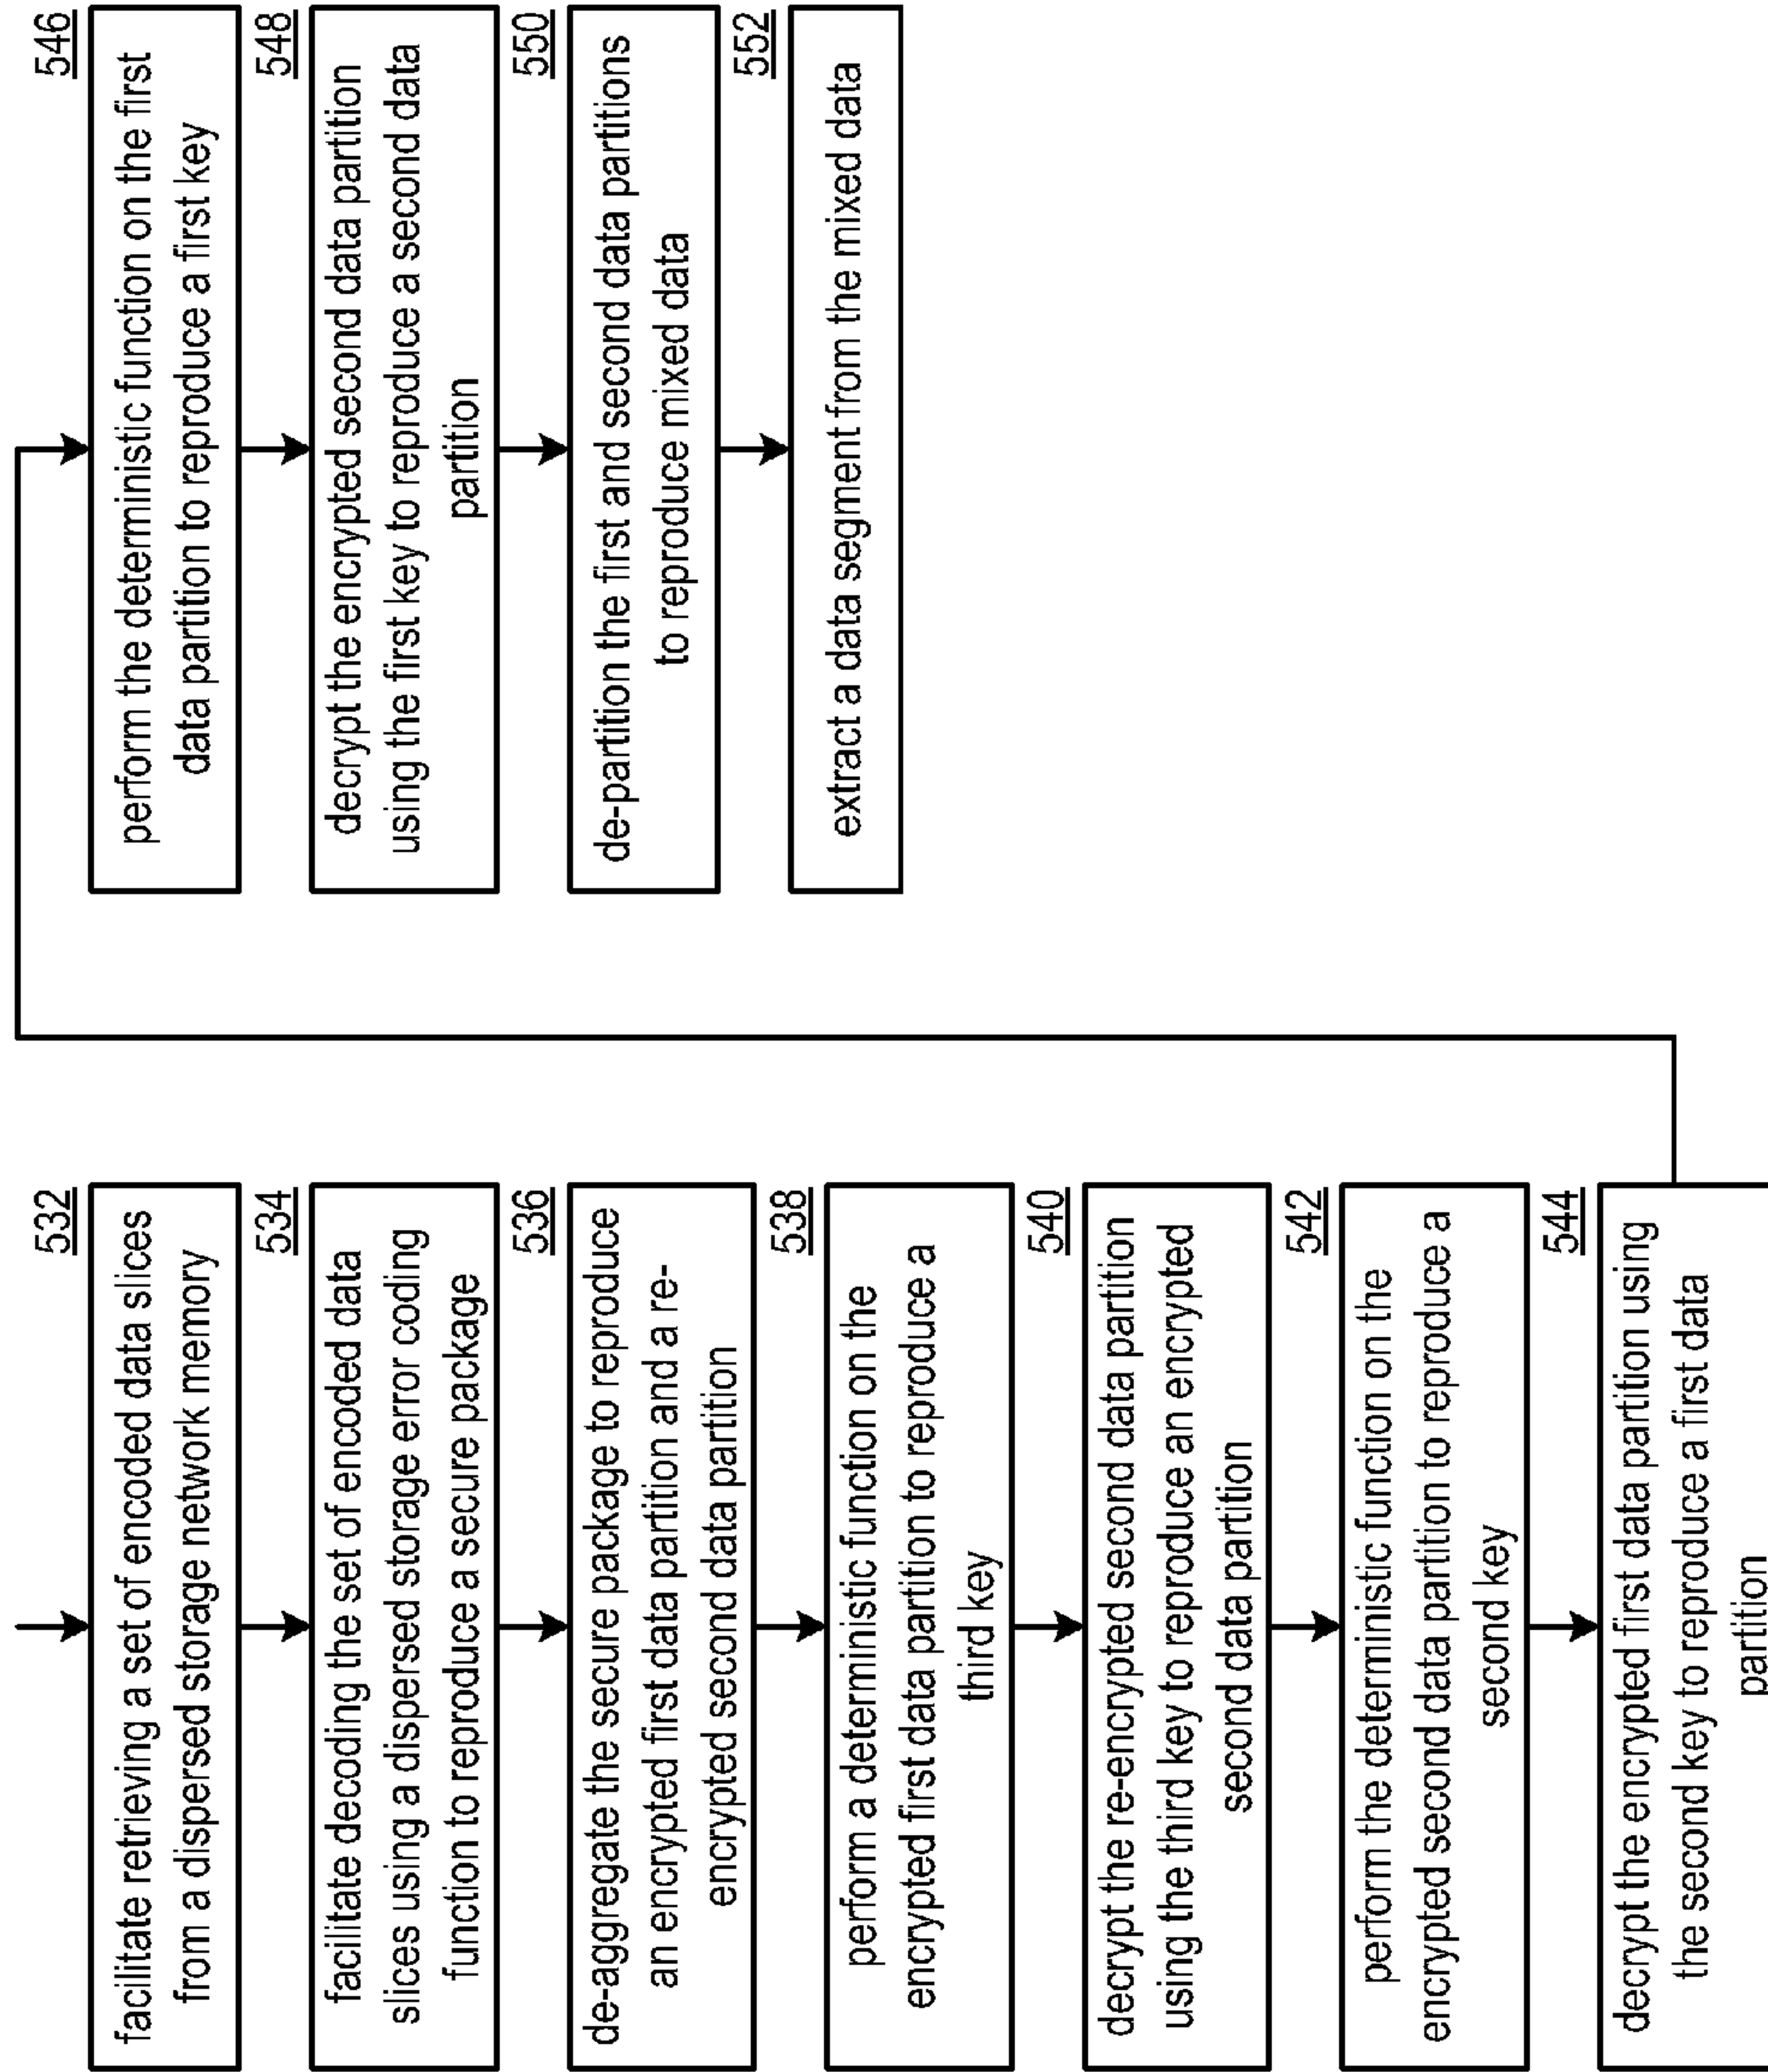 532
facilitate retrieving a set of encoded data slices
from a dispersed storage network memory
534
facilitate decoding the set of encoded data
slices using a dispersed storage error coding
function to reproduce a secure package
536
de-aggregate the secure package to reproduce
an encrypted first data partition and a re-
encrypted second data partition
538
perform a deterministic function on the
encrypted first data partition to reproduce a
third key
540
decrypt the re-encrypted second data partition
using the third key to reproduce an encrypted
second data partition
542
perform the deterministic function on the
encrypted second data partition to reproduce a
second key
544
decrypt the encrypted first data partition using
the second key to reproduce a first data
partition
546
perform the deterministic function on the first
data partition to reproduce a first key
548
decrypt the encrypted second data partition
using the first key to reproduce a second data
partition
550
de-partition the first and second data partitions
to reproduce mixed data
552
extract a data segment from the mixed data